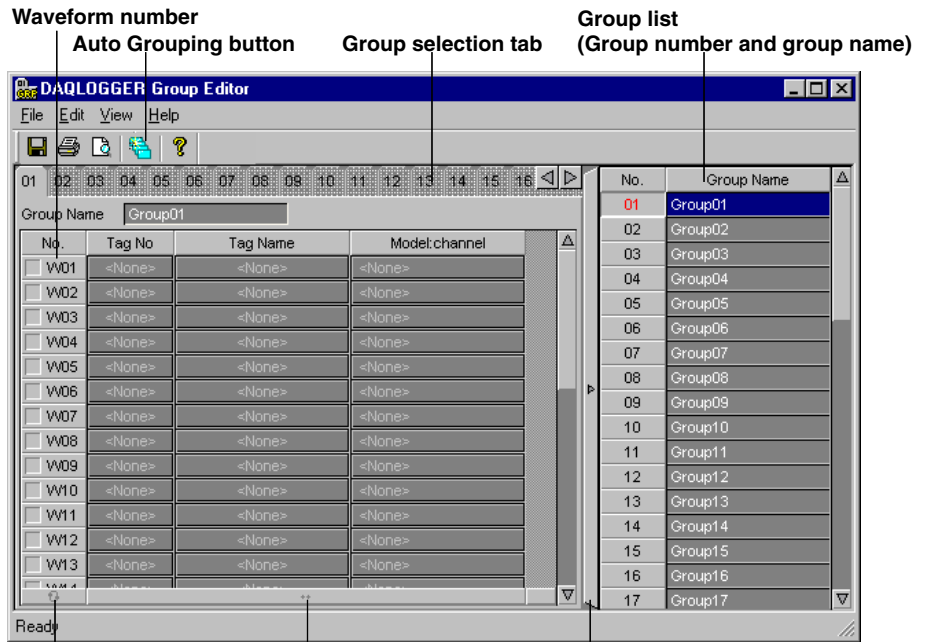 Waveform number
Auto Grouping button
Group selection tab
Group list
(Group number and group name)
DAQLOGGER Group Editor
File Edit View Help
01 02 03 04 05 06 07 08 09 10 11 12 13 14 15 16
Group Name Group01
No. Tag No Tag Name Model:channel
W01 <None> <None> <None>
W02 <None> <None> <None>
W03 <None> <None> <None>
W04 <None> <None> <None>
W05 <None> <None> <None>
W06 <None> <None> <None>
W07 <None> <None> <None>
W08 <None> <None> <None>
W09 <None> <None> <None>
W10 <None> <None> <None>
W11 <None> <None> <None>
W12 <None> <None> <None>
W13 <None> <None> <None>
No. Group Name
01 Group01
02 Group02
03 Group03
04 Group04
05 Group05
06 Group06
07 Group07
08 Group08
09 Group09
10 Group10
11 Group11
12 Group12
13 Group13
14 Group14
15 Group15
16 Group16
17 Group17
Ready